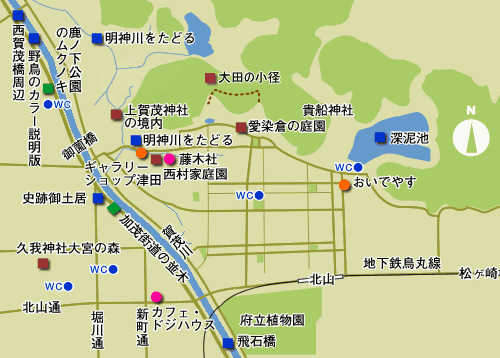 西賀茂橋周辺
野鳥のカラー説明版
鹿ノ下公園
のムクノキ
明神川をたどる
WC
大田の小径
上賀茂神社
の境内
貴船神社
愛染倉の庭園
N
御薗橋
明神川をたどる
深泥池
藤木社
WC
ギャラリー
ショップ津田
西村家庭園
おいでやす
史跡御土居
WC
加茂街道の並木
賀茂川
久我神社大宮の森
WC
WC
地下鉄烏丸線
北山
松ヶ崎
北山通
堀川通
新町通
カフェ・
ドジハウス
府立植物園
飛石橋